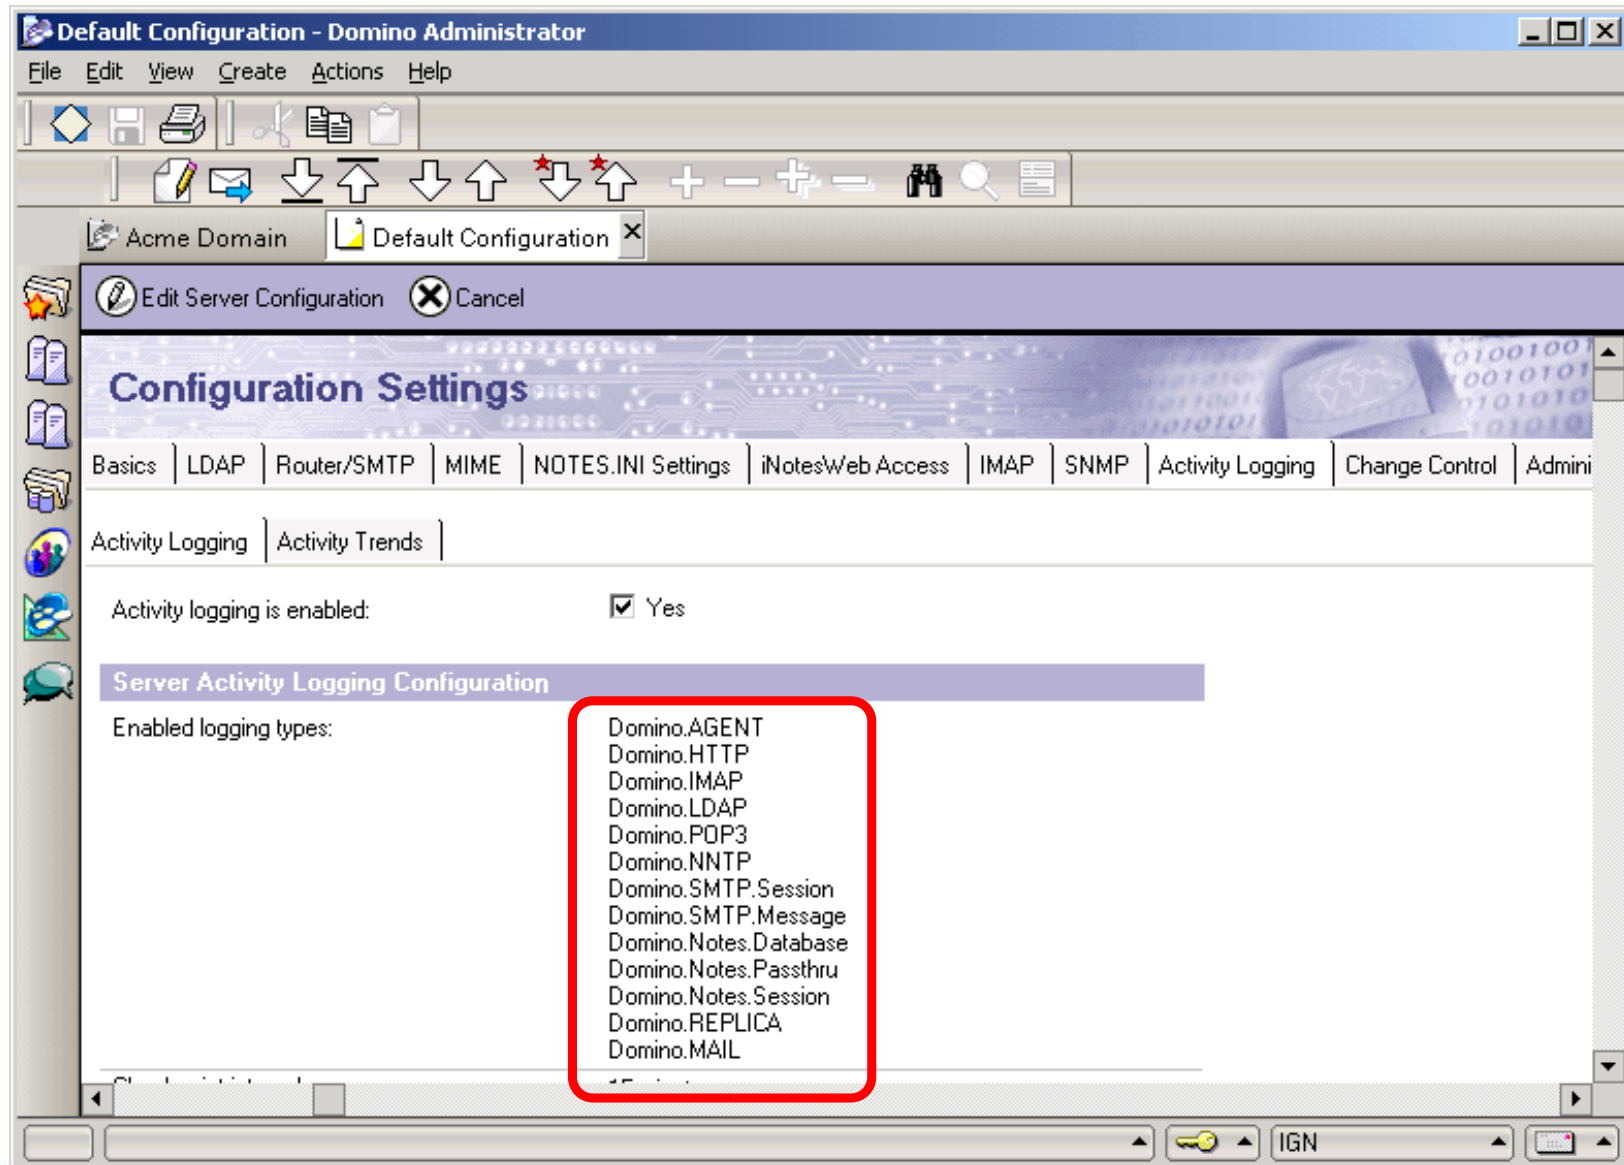 Default Configuration - Domino Administrator
File Edit View Create Actions Help
Acme Domain Default Configuration
Edit Server Configuration Cancel
Configuration Settings
Basics LDAP Router/SMTP MIME NOTES.INI Settings iNotesWeb Access IMAP SNMP Activity Logging Change Control Admini
Activity Logging Activity Trends
Activity logging is enabled: Yes
Server Activity Logging Configuration
Enabled logging types: Domino.AGENT
Domino.HTTP
Domino.IMAP
Domino.LDAP
Domino.POP3
Domino.NNTP
Domino.SMTP.Session
Domino.SMTP.Message
Domino.Notes.Database
Domino.Notes.Passthru
Domino.Notes.Session
Domino.REPLICA
Domino.MAIL
IGN